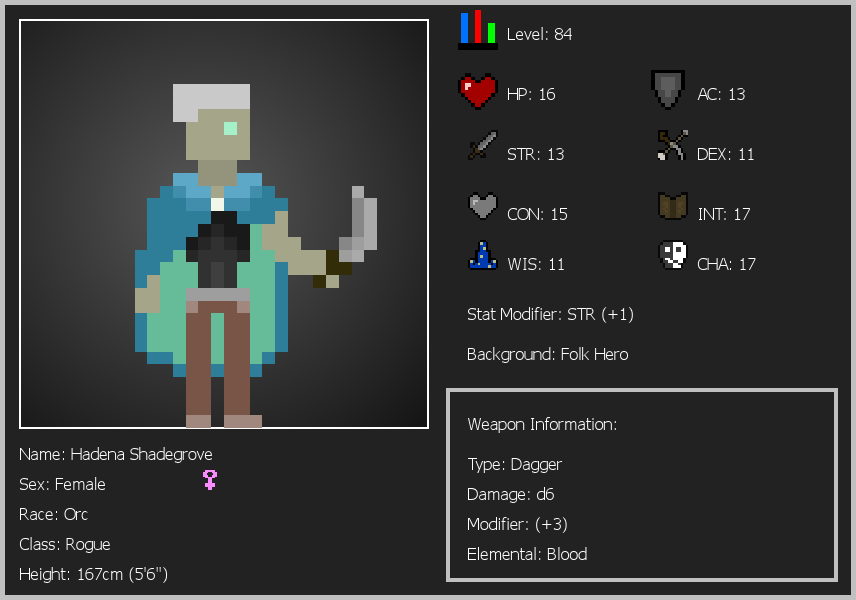 Level: 84
HP: 16
AC: 13
STR: 13
DEX: 11
CON: 15
INT: 17
WIS: 11
CHA: 17
Stat Modifier: STR (+1)
Background: Folk Hero
Weapon Information:
Type: Dagger
Damage: d6
Modifier: (+3)
Elemental: Blood
Name: Hadena Shadegrove
Sex: Female
Race: Orc
Class: Rogue
Height: 167cm (5'6")